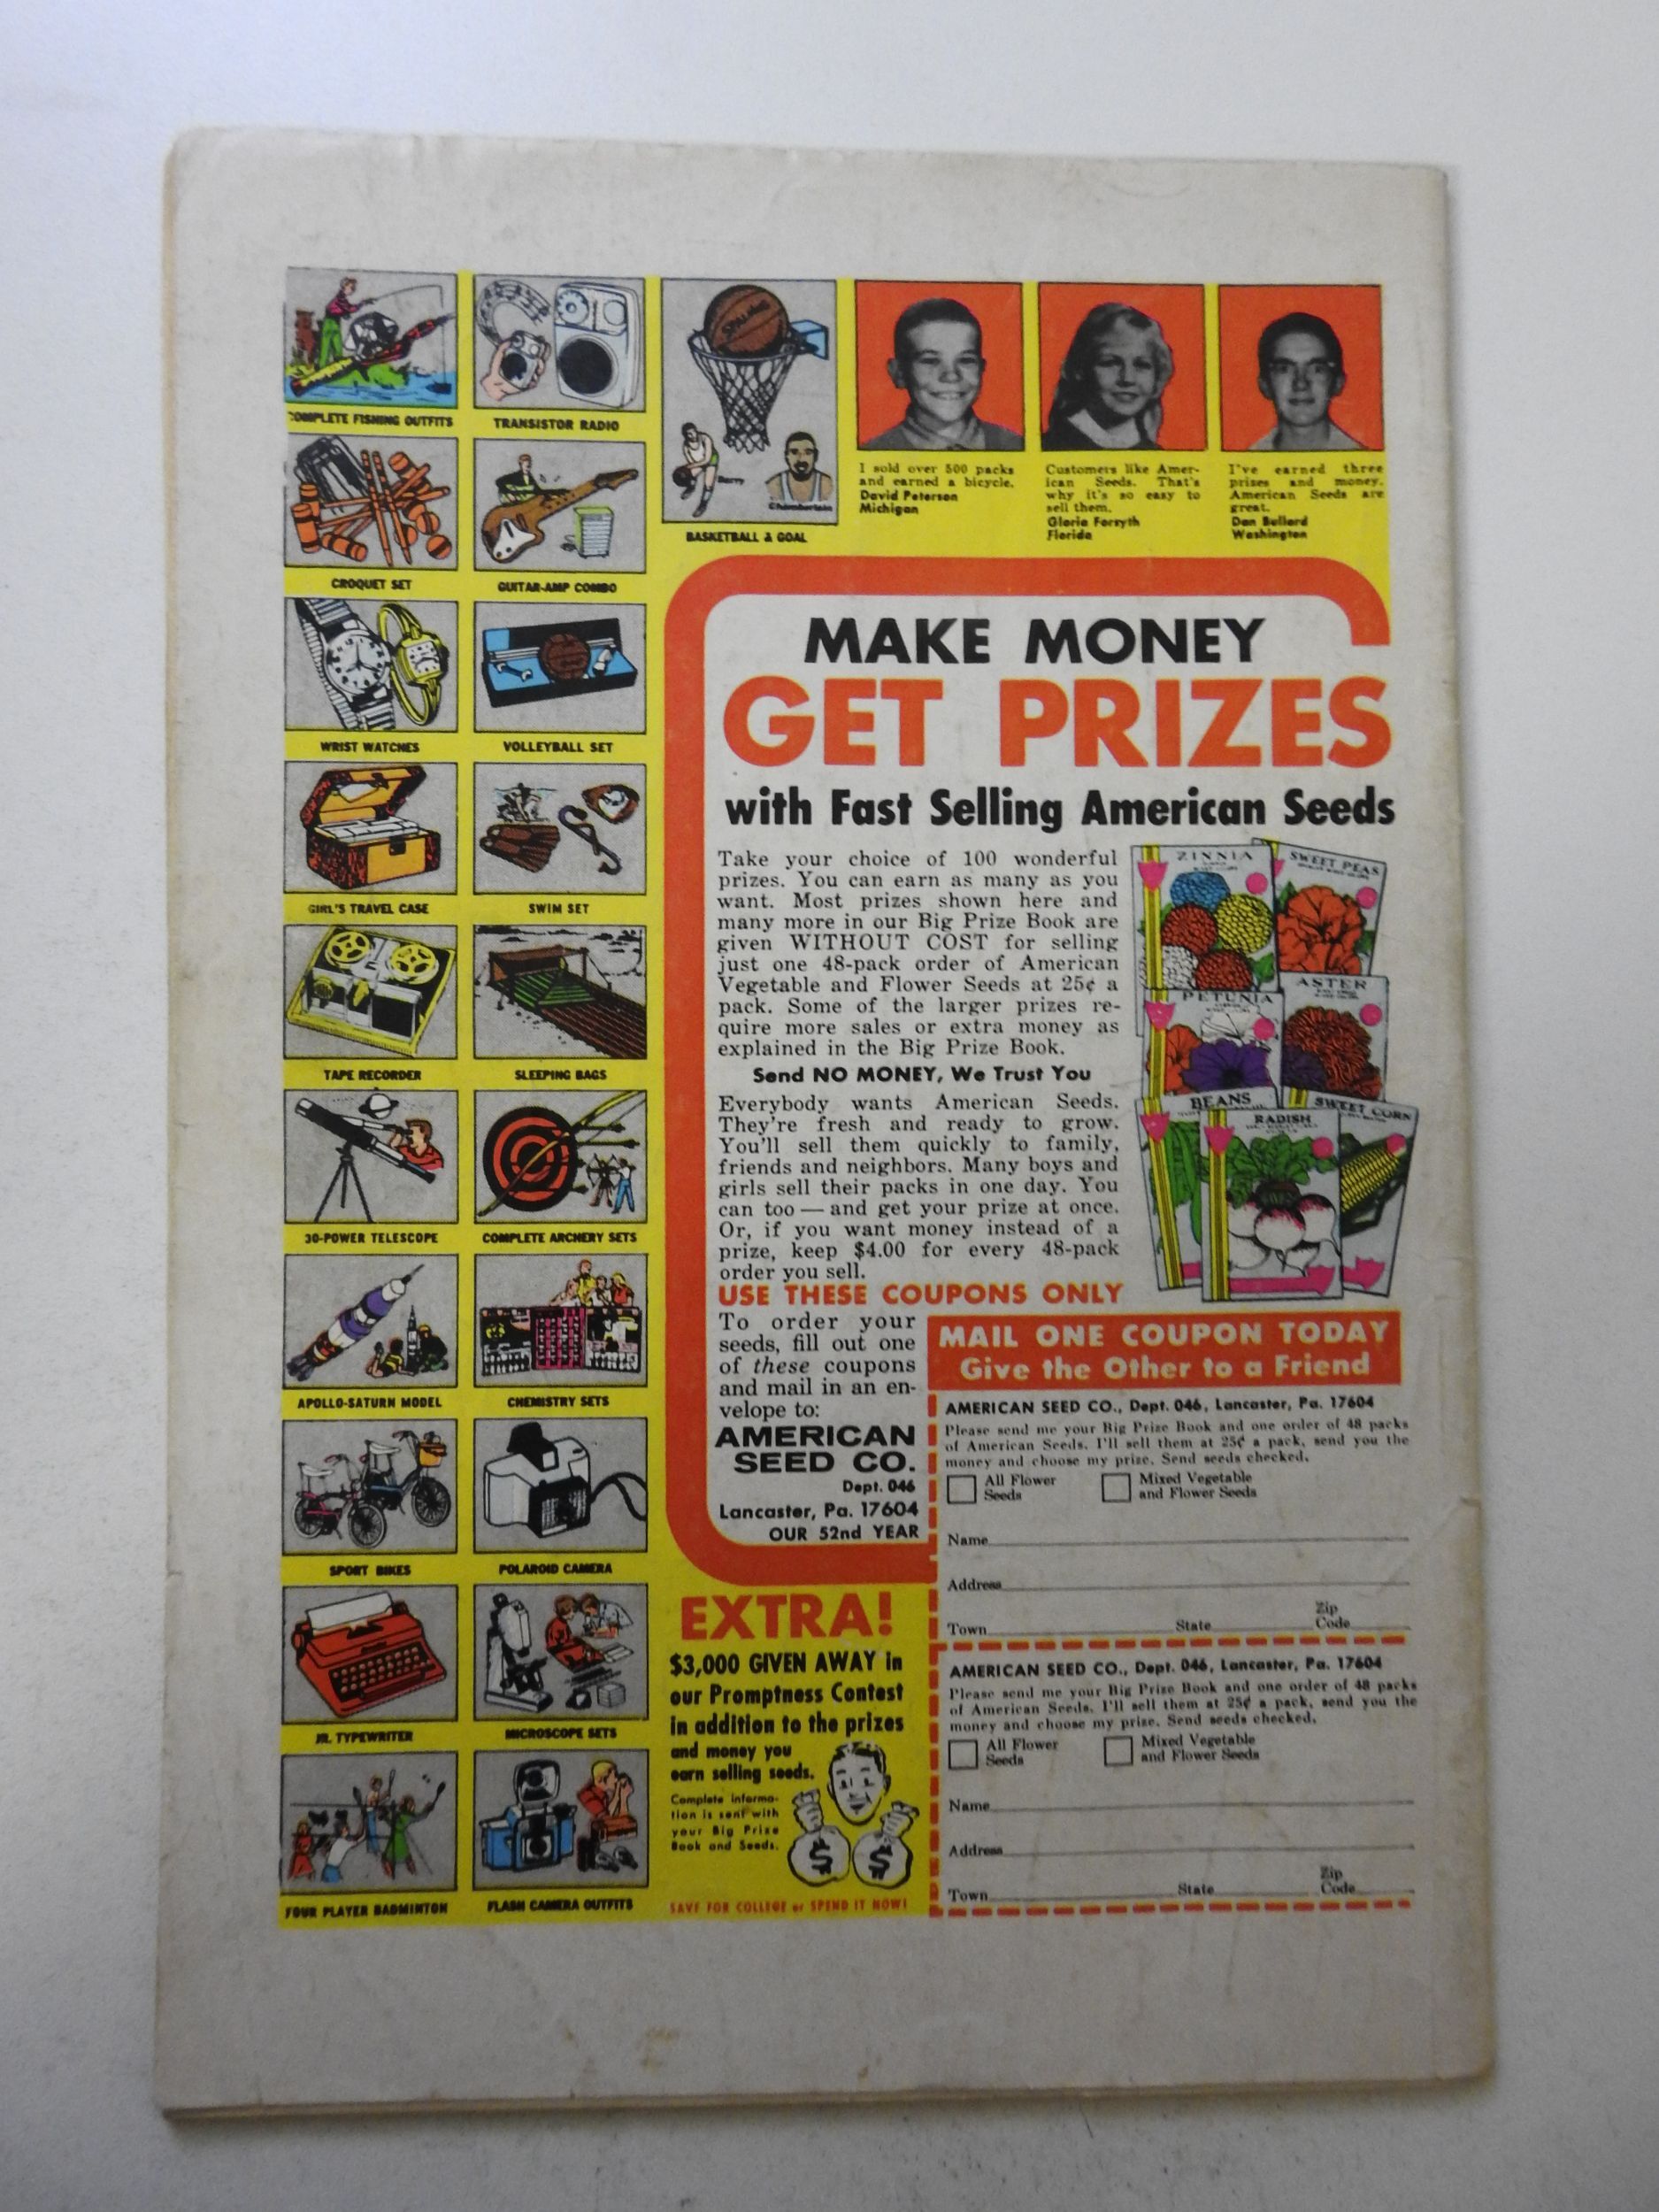 COMPLETE FISHING OUTFITS
TRANSISTOR RADIO
CROQUET SET
GUITAR-AMP COMBO
WRIST WATCHES
VOLLEYBALL SET
GIRL'S TRAVEL CASE
SWIM SET
TAPE RECORDER
SLEEPING BAGS
30-POWER TELESCOPE
COMPLETE ARCHERY SETS
APOLLO-SATURN MODEL
CHEMISTRY SETS
SPORT BIKES
POLAROID CAMERA
JR. TYPEWRITER
MICROSCOPE SETS
FOUR PLAYER BADMINTON
FLASH CAMERA OUTFITS
SPALDING
Barry
Chamberlain
BASKETBALL & GOAL
I sold over 500 packs
and earned a bicycle.
David Peterson
Michigan
Customers like Amer-
ican Seeds. That's
why it's so easy to
sell them.
Gloria Forsyth
Florida
I've earned three
prizes and money.
American Seeds are
great.
Dan Bullard
Washington
MAKE MONEY
GET PRIZES
with Fast Selling American Seeds
Take your choice of 100 wonderful
prizes. You can earn as many as you
want. Most prizes shown here and
many more in our Big Prize Book are
given WITHOUT COST for selling
just one 48-pack order of American
Vegetable and Flower Seeds at 25¢ a
pack. Some of the larger prizes re-
quire more sales or extra money as
explained in the Big Prize Book.
Send NO MONEY, We Trust You
Everybody wants American Seeds.
They're fresh and ready to grow.
You'll sell them quickly to family,
friends and neighbors. Many boys and
girls sell their packs in one day. You
can too — and get your prize at once.
Or, if you want money instead of a
prize, keep $4.00 for every 48-pack
order you sell.
ZINNIA
SWEET PEAS
PETUNIA
ASTER
BEANS
RADISH
SWEET CORN
USE THESE COUPONS ONLY
To order your
seeds, fill out one
of these coupons
and mail in an en-
velope to:
AMERICAN
SEED CO.
Dept. 046
Lancaster, Pa. 17604
OUR 52nd YEAR
MAIL ONE COUPON TODAY
Give the Other to a Friend
AMERICAN SEED CO., Dept. 046, Lancaster, Pa. 17604
Please send me your Big Prize Book and one order of 48 packs
of American Seeds. I'll sell them at 25¢ a pack, send you the
money and choose my prize. Send seeds checked.
All Flower
Seeds
Mixed Vegetable
and Flower Seeds
Name
Address
Town State Zip Code
AMERICAN SEED CO., Dept. 046, Lancaster, Pa. 17604
Please send me your Big Prize Book and one order of 48 packs
of American Seeds. I'll sell them at 25¢ a pack, send you the
money and choose my prize. Send seeds checked.
All Flower
Seeds
Mixed Vegetable
and Flower Seeds
Name
Address
Town State Zip Code
EXTRA!
$3,000 GIVEN AWAY in
our Promptness Contest
in addition to the prizes
and money you
earn selling seeds.
Complete informa-
tion is sent with
your Big Prize
Book and Seeds.
$ $
SAVE FOR COLLEGE or SPEND IT NOW!